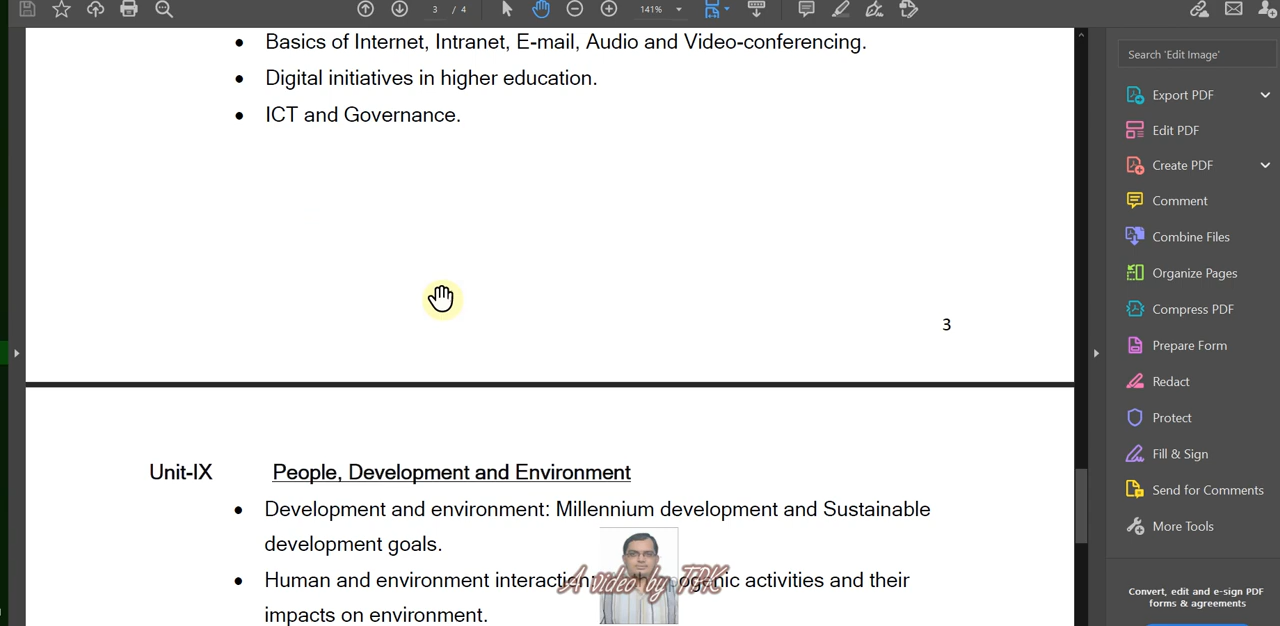 3 / 4
141%
Search 'Edit Image'
• Basics of Internet, Intranet, E-mail, Audio and Video-conferencing.
• Digital initiatives in higher education.
• ICT and Governance.
3
Unit-IX People, Development and Environment
• Development and environment: Millennium development and Sustainable
development goals.
• Human and environment interaction: activities and their
impacts on environment.
A video by TDK
Export PDF
Edit PDF
Create PDF
Comment
Combine Files
Organize Pages
Compress PDF
Prepare Form
Redact
Protect
Fill & Sign
Send for Comments
More Tools
Convert, edit and e-sign PDF
forms & agreements